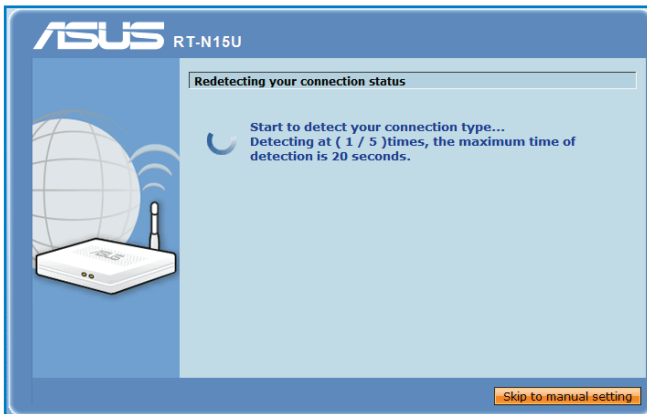 ASUS RT-N15U
Redetecting your connection status
Start to detect your connection type...
Detecting at ( 1 / 5 )times, the maximum time of
detection is 20 seconds.
ASUS
Skip to manual setting